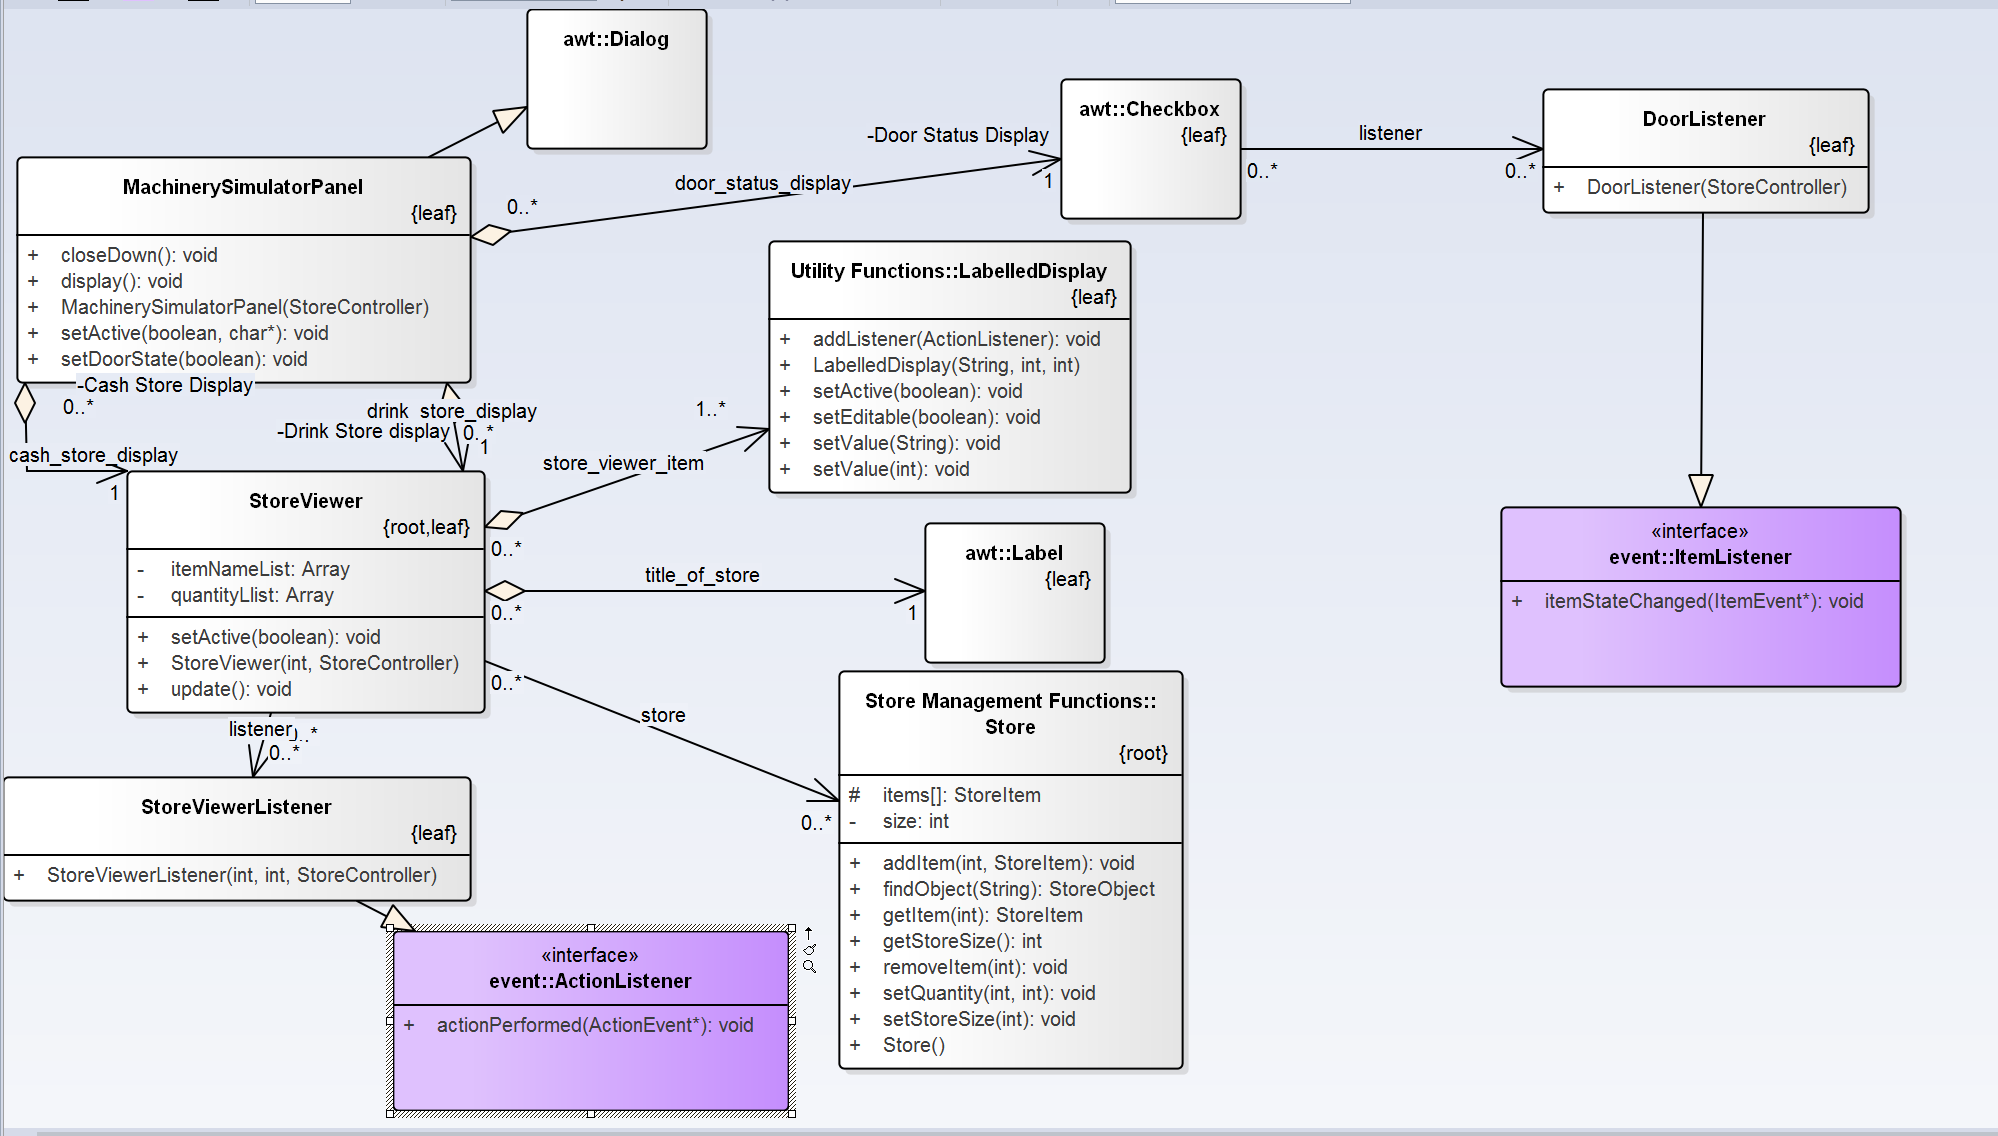 awt::Dialog
MachinerySimulatorPanel
{leaf}
+ closeDown(): void
+ display(): void
+ MachinerySimulatorPanel(StoreController)
+ setActive(boolean, char*): void
+ setDoorState(boolean): void
0..*
door_status_display
-Door Status Display
1
awt::Checkbox
{leaf}
0..*
listener
0..*
DoorListener
{leaf}
+ DoorListener(StoreController)
Utility Functions::LabelledDisplay
{leaf}
+ addListener(ActionListener): void
+ LabelledDisplay(String, int, int)
+ setActive(boolean): void
+ setEditable(boolean): void
+ setValue(String): void
+ setValue(int): void
-Cash Store Display
0..*
cash_store_display
1
drink_store_display
-Drink Store display
0..*
1
1..*
store_viewer_item
0..*
StoreViewer
{root,leaf}
- itemNameList: Array
- quantityLlist: Array
+ setActive(boolean): void
+ StoreViewer(int, StoreController)
+ update(): void
title_of_store
0..*
1
awt::Label
{leaf}
«interface»
event::ItemListener
+ itemStateChanged(ItemEvent*): void
0..*
store
0..*
Store Management Functions::
Store
{root}
# items[]: StoreItem
- size: int
+ addItem(int, StoreItem): void
+ findObject(String): StoreObject
+ getItem(int): StoreItem
+ getStoreSize(): int
+ removeItem(int): void
+ setQuantity(int, int): void
+ setStoreSize(int): void
+ Store()
listener
0..*
0..*
StoreViewerListener
{leaf}
+ StoreViewerListener(int, int, StoreController)
«interface»
event::ActionListener
+ actionPerformed(ActionEvent*): void